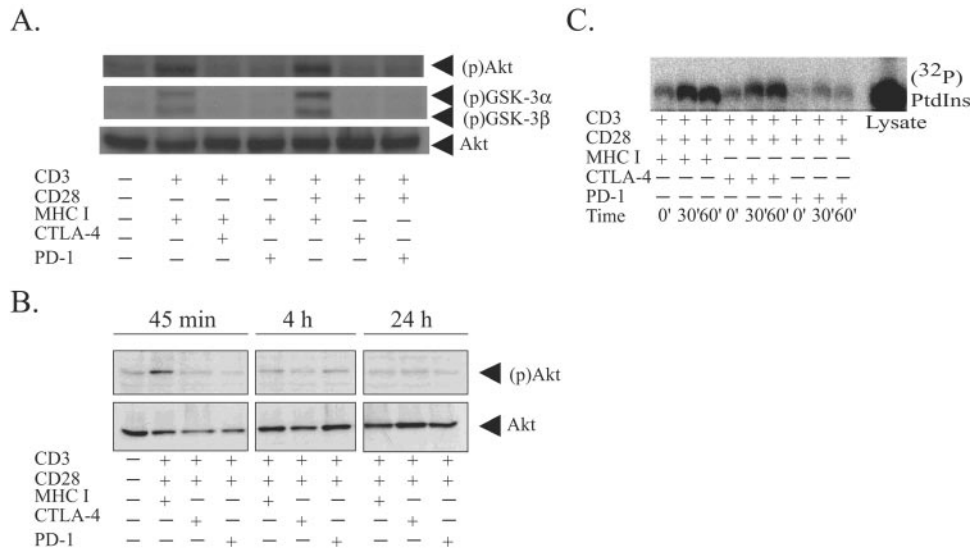 A.
(p)Akt
(p)GSK-3α
(p)GSK-3β
Akt
CD3 – + + + + + +
CD28 – – – – + + +
MHC I – + + + + – –
CTLA-4 – – + – – + –
PD-1 – – – + – – +
B.
45 min 4 h 24 h
(p)Akt
Akt
CD3 – + + + + + + + + +
CD28 – + + + + + + + + +
MHC I – + – – + – – + – –
CTLA-4 – – + – – + – – + –
PD-1 – – – + – – + – – +
C.
(32P)
PtdIns
Lysate
CD3 + + + + + + + + +
CD28 + + + + + + + + +
MHC I + + + – – – – – –
CTLA-4 – – – + + + – – –
PD-1 – – – – – – + + +
Time 0' 30' 60' 0' 30' 60' 0' 30' 60'